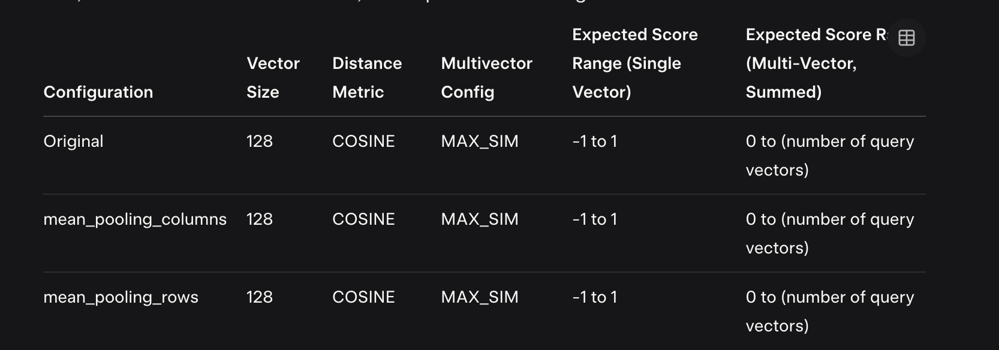 Configuration
Vector
Size
Distance
Metric
Multivector
Config
Expected Score
Range (Single
Vector)
Expected Score
(Multi-Vector,
Summed)
Original 128 COSINE MAX_SIM -1 to 1 0 to (number of query
vectors)
mean_pooling_columns 128 COSINE MAX_SIM -1 to 1 0 to (number of query
vectors)
mean_pooling_rows 128 COSINE MAX_SIM -1 to 1 0 to (number of query
vectors)